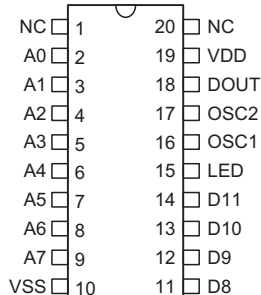 NC 1 20 NC
A0 2 19 VDD
A1 3 18 DOUT
A2 4 17 OSC2
A3 5 16 OSC1
A4 6 15 LED
A5 7 14 D11
A6 8 13 D10
A7 9 12 D9
VSS 10 11 D8